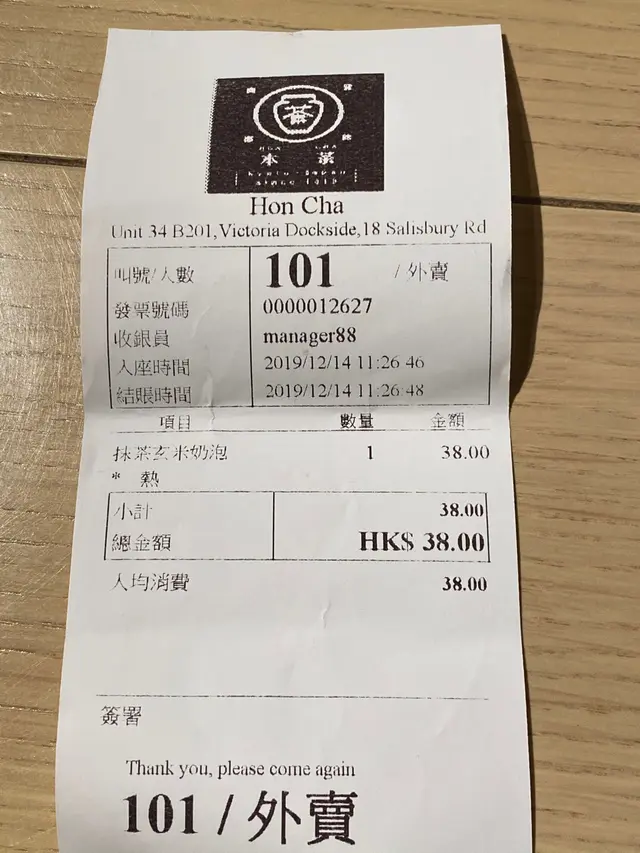 本 茶
Hon Cha
Unit 34 B201,Victoria Dockside,18 Salisbury Rd
叫號/人數 101 /外賣
發票號碼 0000012627
收銀員 manager88
入座時間 2019/12/14 11:26:46
結賬時間 2019/12/14 11:26:48
項目 數量 金額
抹茶玄米奶泡 1 38.00
* 熱
小計 38.00
總金額 HK$ 38.00
人均消費 38.00
簽署
Thank you, please come again
101 / 外賣